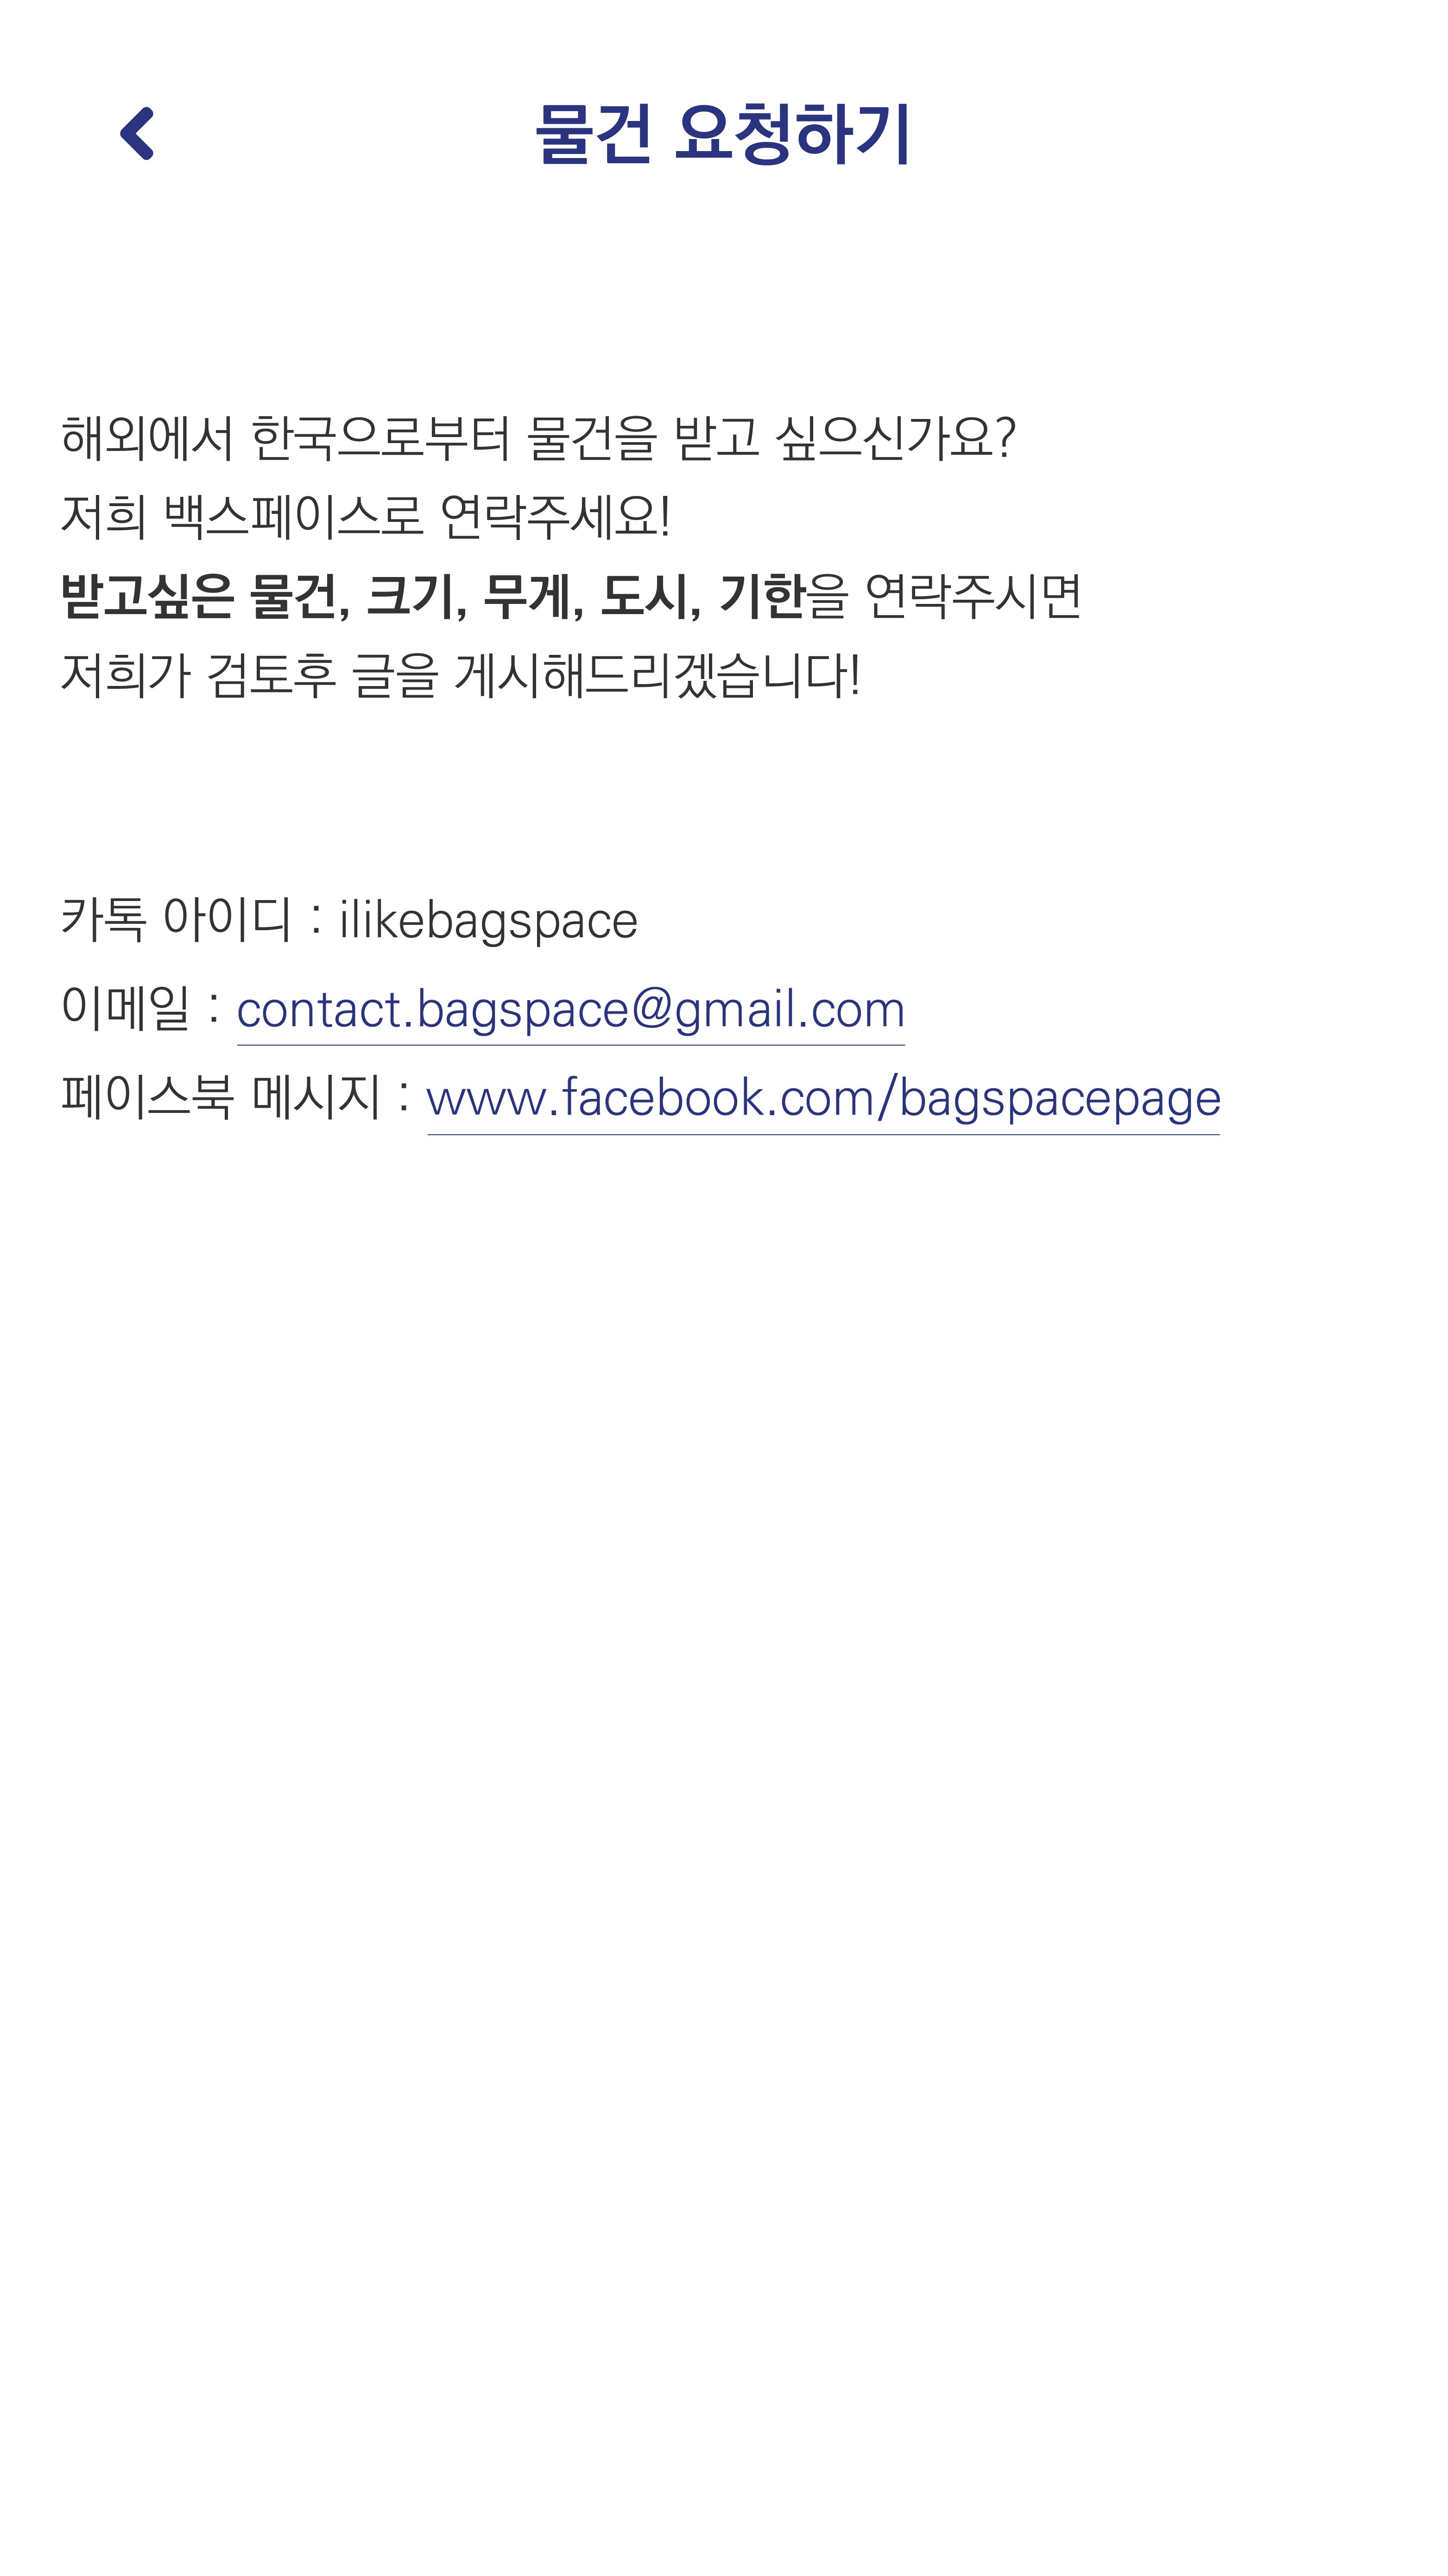 물건 요청하기
해외에서 한국으로부터 물건을 받고 싶으신가요?
저희 백스페이스로 연락주세요!
받고싶은 물건, 크기, 무게, 도시, 기한을 연락주시면
저희가 검토후 글을 게시해드리겠습니다!
카톡 아이디 : ilikebagspace
이메일 : contact.bagspace@gmail.com
페이스북 메시지 : www.facebook.com/bagspacepage